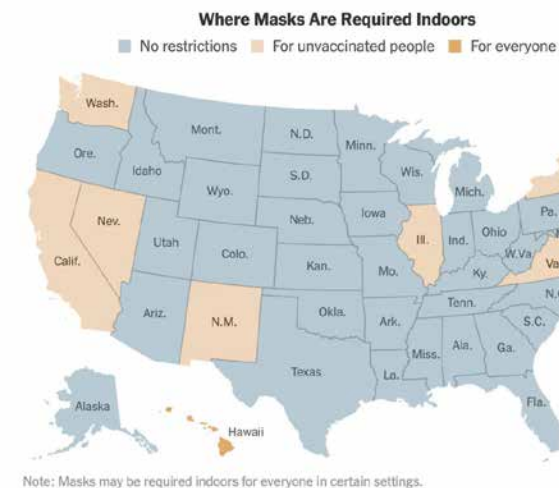 Where Masks Are Required Indoors
No restrictions For unvaccinated people For everyone
Wash.
Mont.
N.D.
Minn.
Ore.
Idaho
S.D.
Wis.
Mich.
Wyo.
Nev.
Neb.
Iowa
Pa.
Utah
Colo.
Ill.
Ind.
Ohio
W.Va.
Va
Calif.
Kan.
Mo.
Ky.
Ariz.
N.M.
Okla.
Ark.
Tenn.
N.C
S.C.
Texas
La.
Miss.
Ala.
Ga.
Fla.
Alaska
Hawaii
Note: Masks may be required indoors for everyone in certain settings.